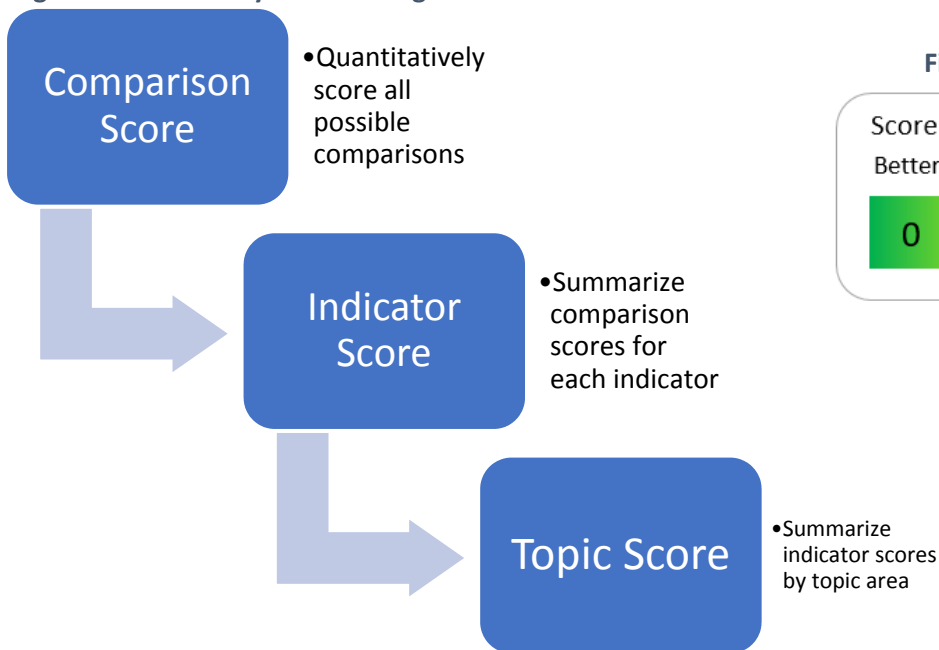 Comparison
Score
•Quantitatively
score all
possible
comparisons
Score
Better
0
Indicator
Score
•Summarize
comparison
scores for
each indicator
Topic Score
•Summarize
indicator scores
by topic area